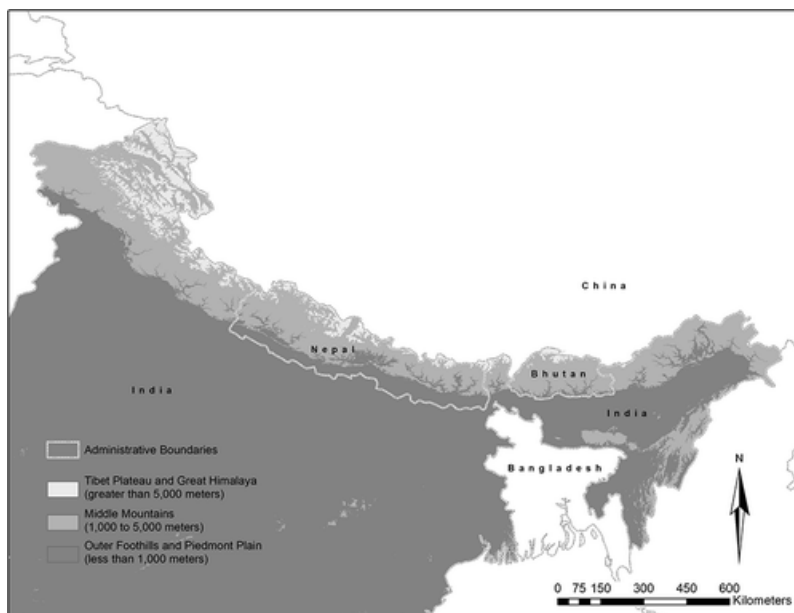 China
Nepal
Bhutan
India
India
Bangladesh
Administrative Boundaries
Tibet Plateau and Great Himalaya
(greater than 5,000 meters)
Middle Mountains
(1,000 to 5,000 meters)
Outer Foothills and Piedmont Plain
(less than 1,000 meters)
N
0 75 150 300 450 600
Kilometers